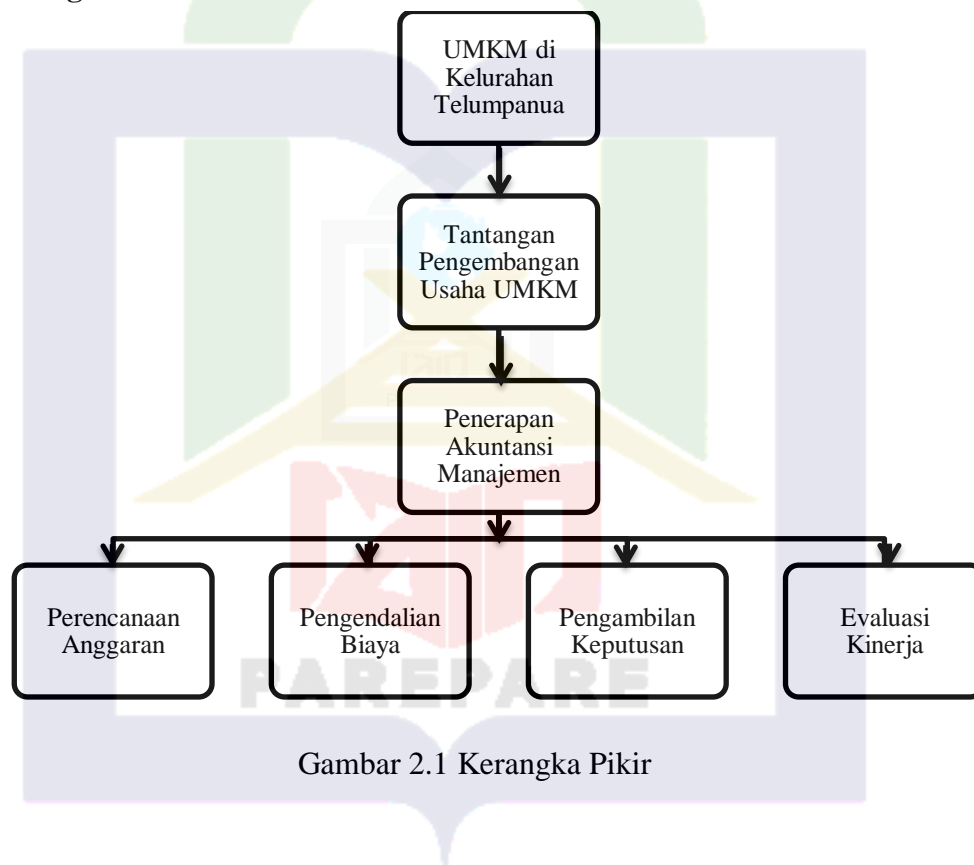 UMKM di
Kelurahan
Telumpanua
Tantangan
Pengembangan
Usaha UMKM
Penerapan
Akuntansi
Manajemen
Perencanaan
Anggaran
Pengendalian
Biaya
Pengambilan
Keputusan
Evaluasi
Kinerja
PAREPARE
Gambar 2.1 Kerangka Pikir